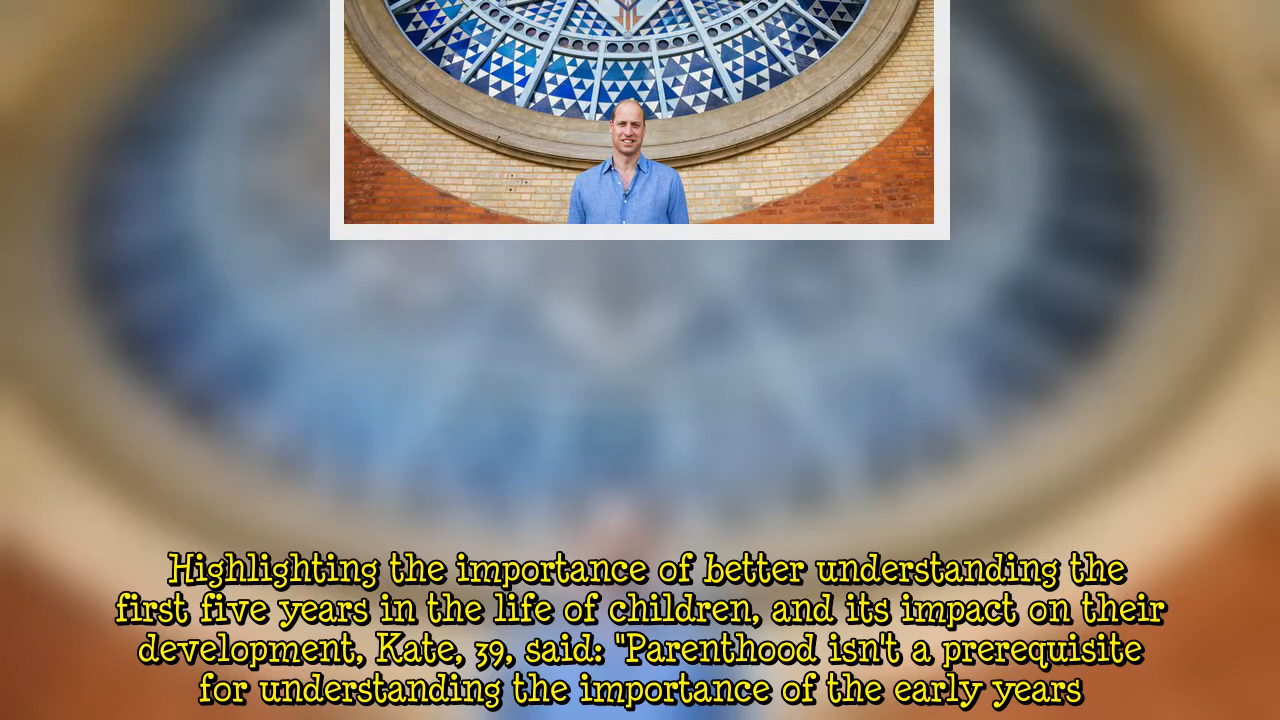 Highlighting the importance of better understanding the
first five years in the life of children, and its impact on their
development, Kate, 39, said: "Parenthood isn't a prerequisite
for understanding the importance of the early years